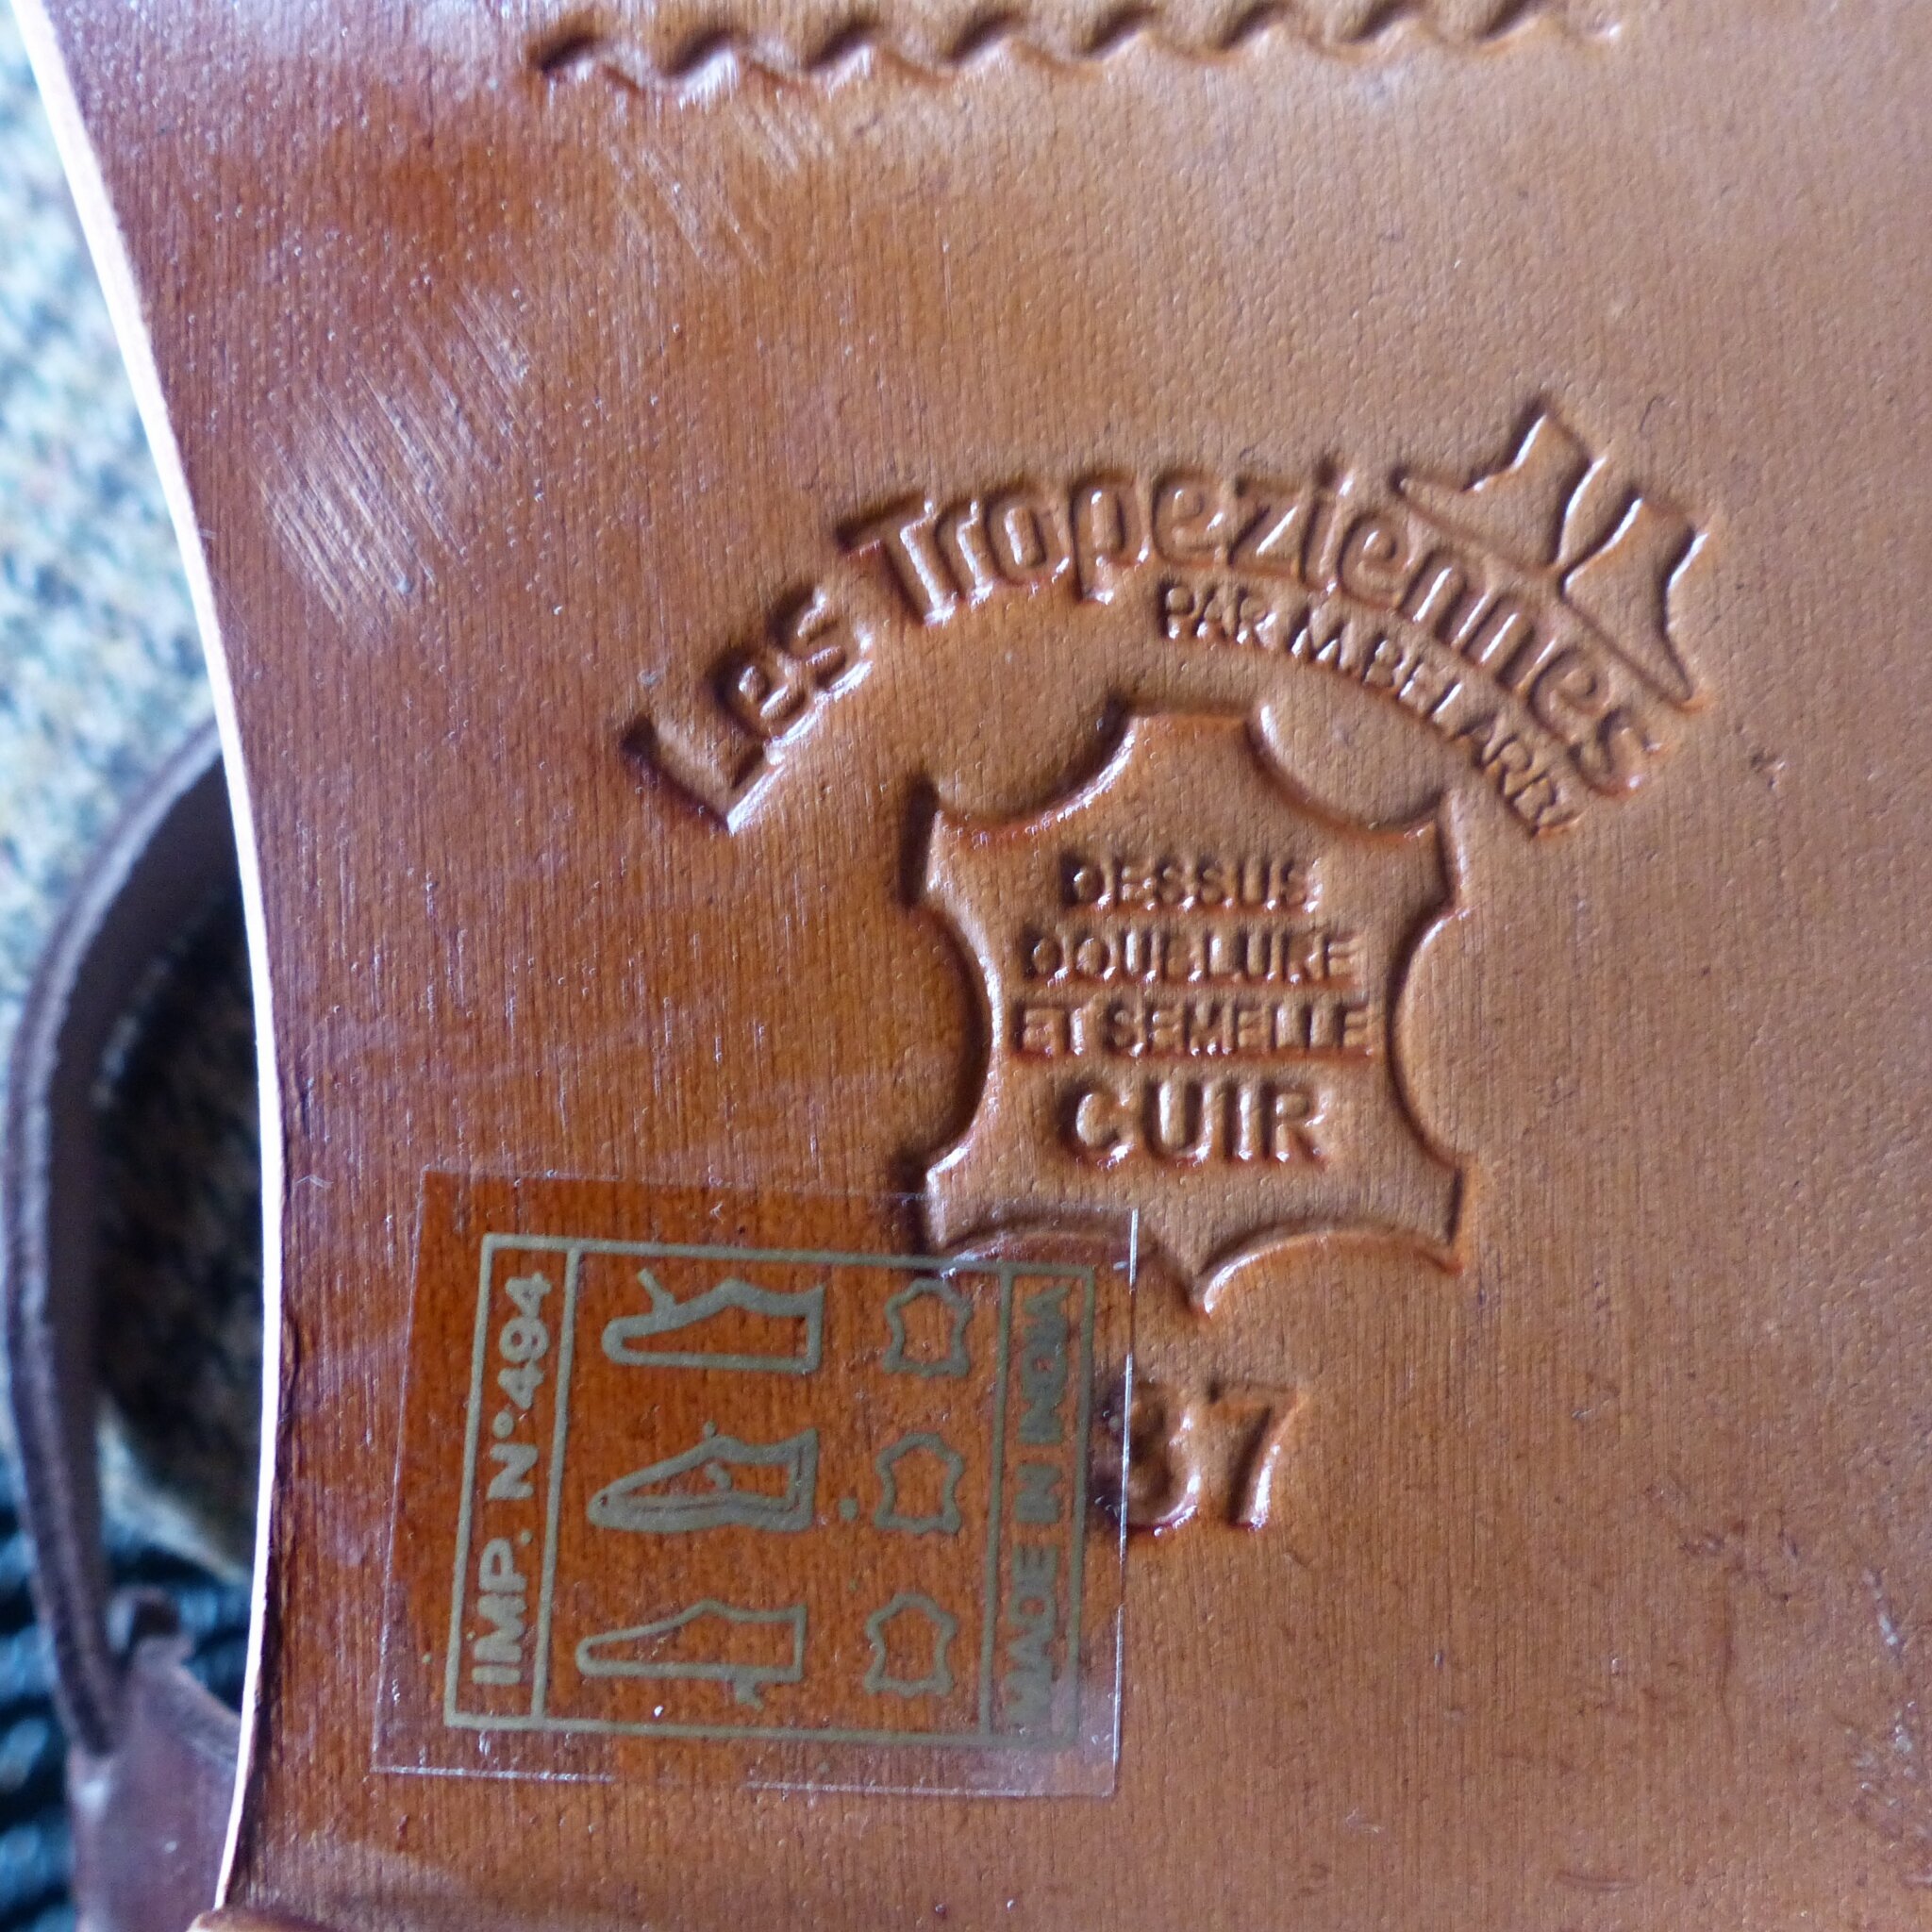 Les Tropeziennes
PAR M.BELARBI
DESSUS
DOUBLURE
ET SEMELLE
CUIR
37
IMP. N°494
MADE IN INDIA